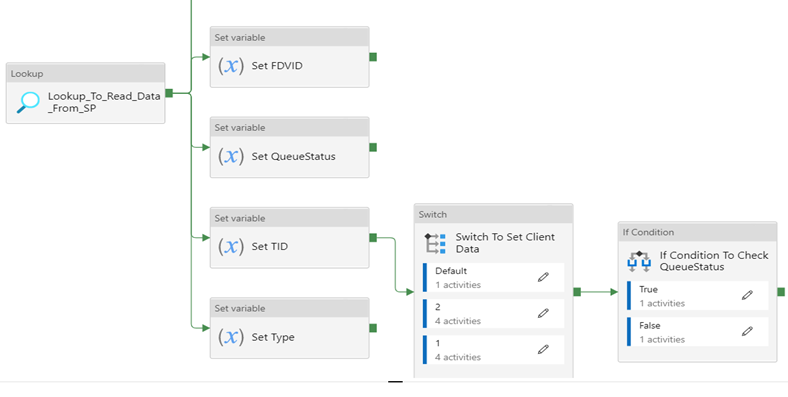 Lookup
Lookup_To_Read_Data
_From_SP
Set variable
(x) Set FDVID
Set variable
(x) Set QueueStatus
Set variable
(x) Set TID
Set variable
(x) Set Type
Switch
Switch To Set Client
Data
Default
1 activities
2
4 activities
1
4 activities
If Condition
If Condition To Check
QueueStatus
True
1 activities
False
1 activities